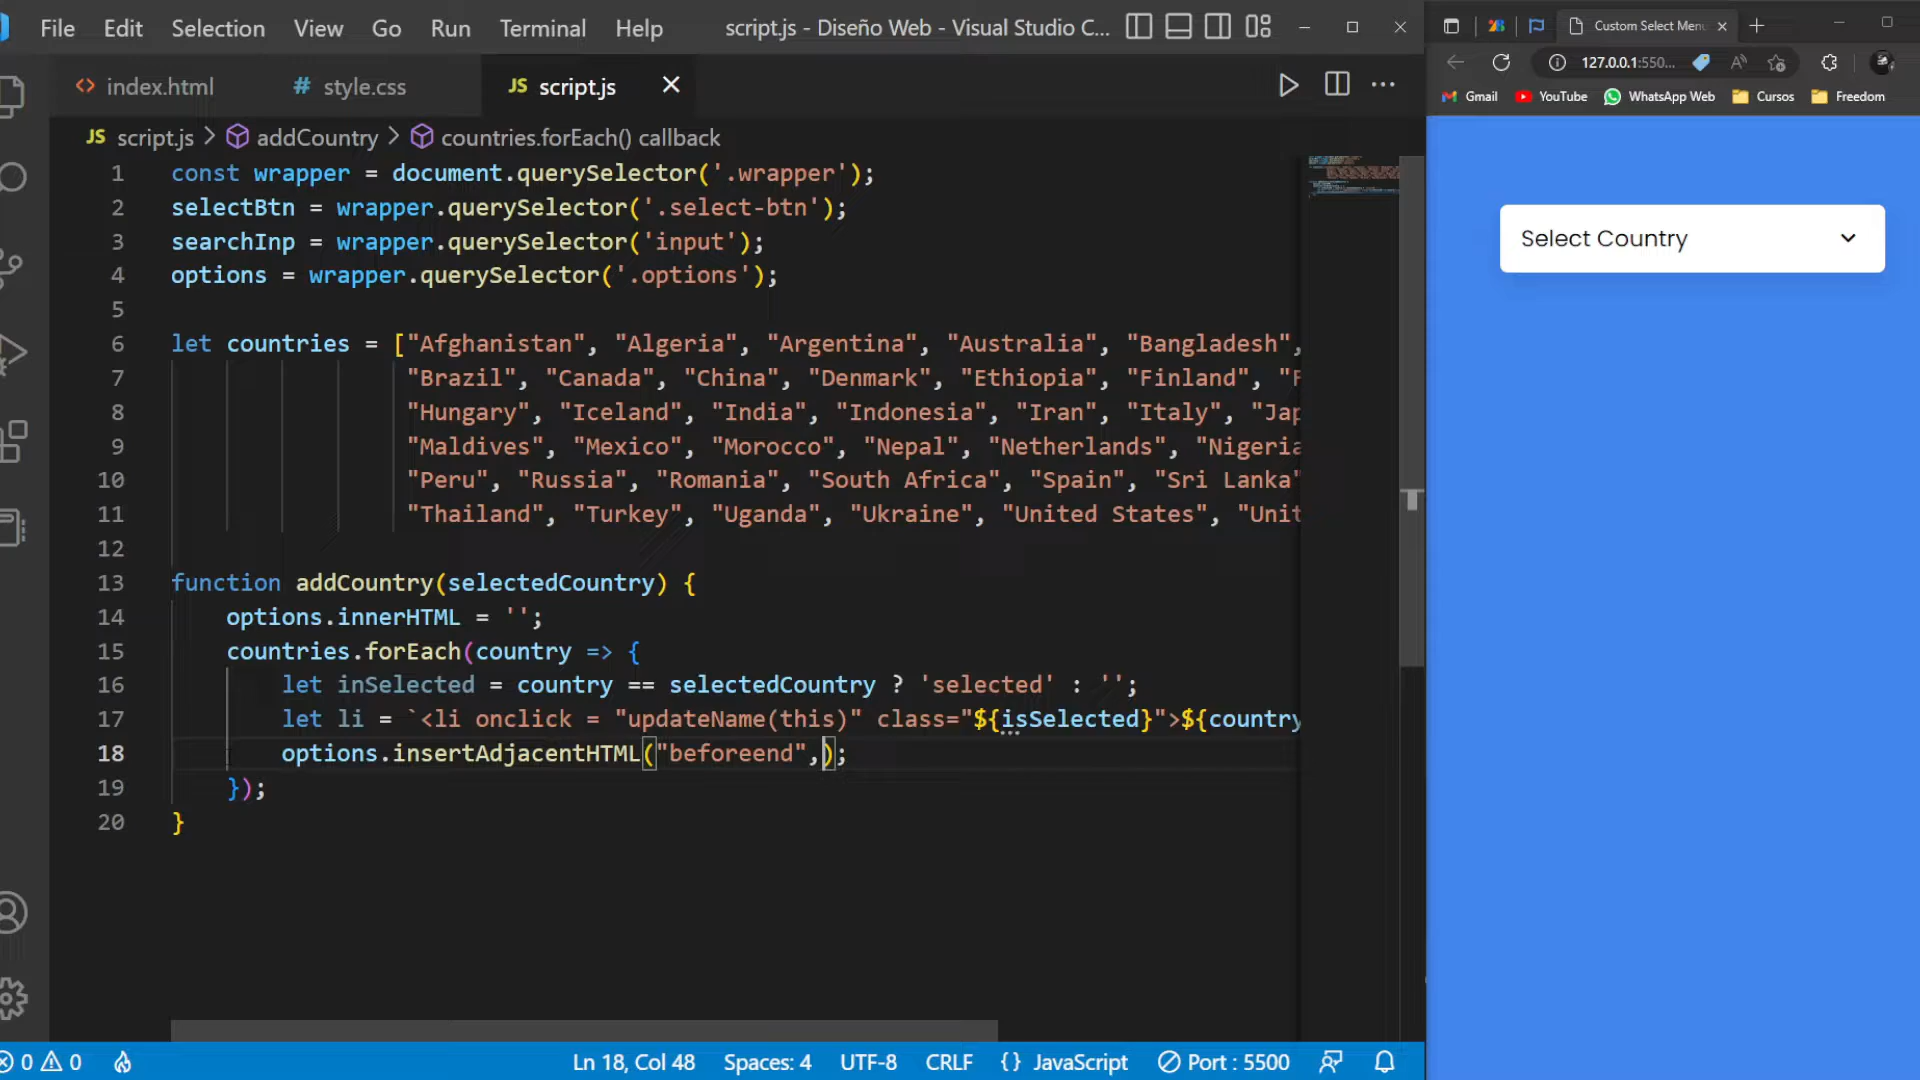 File Edit Selection View Go Run Terminal Help script.js - Diseño Web - Visual Studio C...
index.html # style.css JS script.js
JS script.js > addCountry > countries.forEach() callback
1 const wrapper = document.querySelector('.wrapper');
2 selectBtn = wrapper.querySelector('.select-btn');
3 searchInp = wrapper.querySelector('input');
4 options = wrapper.querySelector('.options');
5
6 let countries = ["Afghanistan", "Algeria", "Argentina", "Australia", "Bangladesh",
7 "Brazil", "Canada", "China", "Denmark", "Ethiopia", "Finland", "F
8 "Hungary", "Iceland", "India", "Indonesia", "Iran", "Italy", "Jap
9 "Maldives", "Mexico", "Morocco", "Nepal", "Netherlands", "Nigeria
10 "Peru", "Russia", "Romania", "South Africa", "Spain", "Sri Lanka"
11 "Thailand", "Turkey", "Uganda", "Ukraine", "United States", "Unit
12
13 function addCountry(selectedCountry) {
14 options.innerHTML = '';
15 countries.forEach(country => {
16 let inSelected = country == selectedCountry ? 'selected' : '';
17 let li = `<li onclick = "updateName(this)" class="${isSelected}">${country
18 options.insertAdjacentHTML("beforeend",);
19 });
20 }
0 0 Ln 18, Col 48 Spaces: 4 UTF-8 CRLF {} JavaScript Port : 5500
Custom Select Men
127.0.0.1:550...
Gmail YouTube WhatsApp Web Cursos Freedom
Select Country